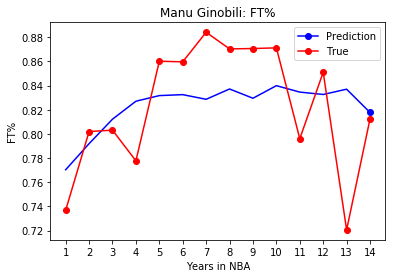 Manu Ginobili: FT%
Prediction
True
FT%
0.88
0.86
0.84
0.82
0.80
0.78
0.76
0.74
0.72
1 2 3 4 5 6 7 8 9 10 11 12 13 14
Years in NBA